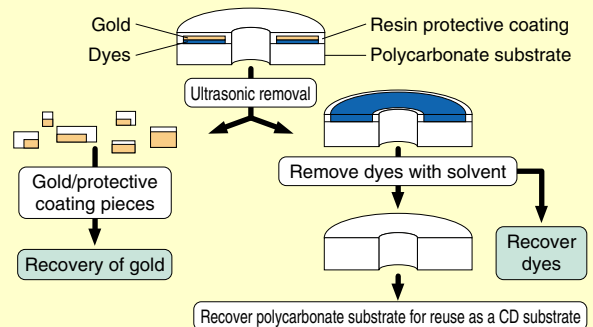 Gold
Resin protective coating
Dyes
Polycarbonate substrate
Ultrasonic removal
Gold/protective
coating pieces
Remove dyes with solvent
Recovery of gold
Recover
dyes
Recover polycarbonate substrate for reuse as a CD substrate